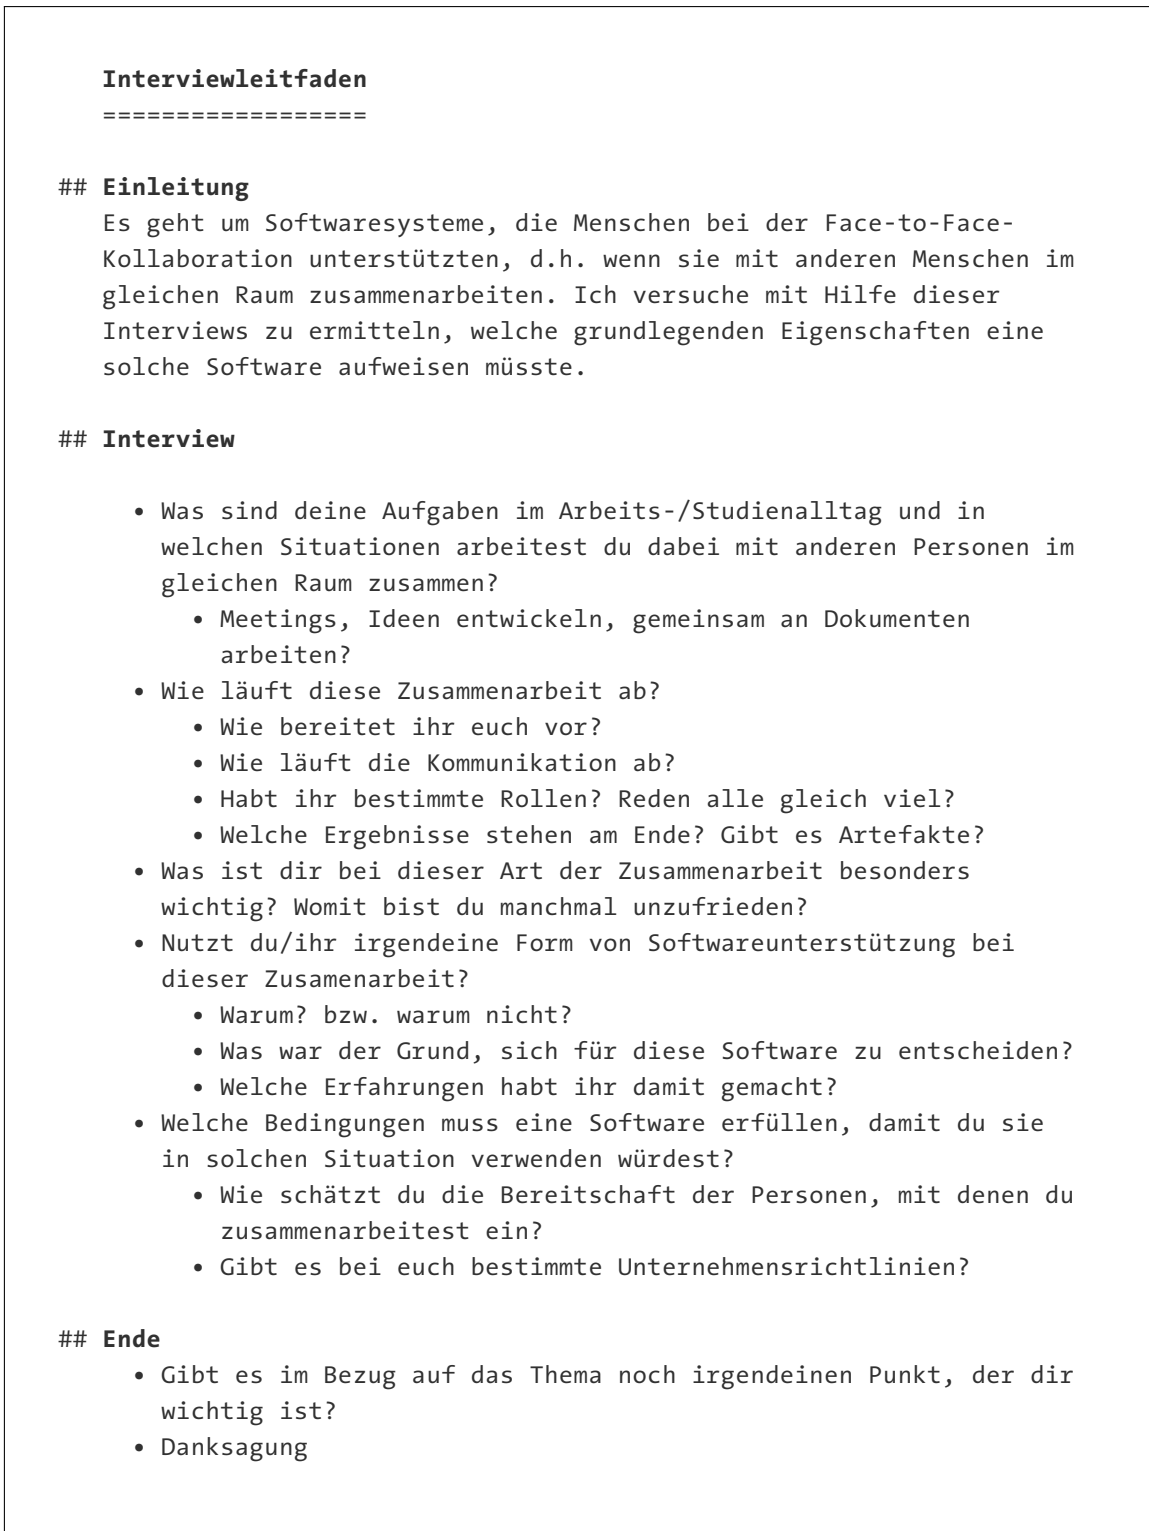 Interviewleitfaden
==================
## Einleitung
Es geht um Softwaresysteme, die Menschen bei der Face-to-Face-
Kollaboration unterstützten, d.h. wenn sie mit anderen Menschen im
gleichen Raum zusammenarbeiten. Ich versuche mit Hilfe dieser
Interviews zu ermitteln, welche grundlegenden Eigenschaften eine
solche Software aufweisen müsste.
## Interview
• Was sind deine Aufgaben im Arbeits-/Studienalltag und in
welchen Situationen arbeitest du dabei mit anderen Personen im
gleichen Raum zusammen?
• Meetings, Ideen entwickeln, gemeinsam an Dokumenten
arbeiten?
• Wie läuft diese Zusammenarbeit ab?
• Wie bereitet ihr euch vor?
• Wie läuft die Kommunikation ab?
• Habt ihr bestimmte Rollen? Reden alle gleich viel?
• Welche Ergebnisse stehen am Ende? Gibt es Artefakte?
• Was ist dir bei dieser Art der Zusammenarbeit besonders
wichtig? Womit bist du manchmal unzufrieden?
• Nutzt du/ihr irgendeine Form von Softwareunterstützung bei
dieser Zusamenarbeit?
• Warum? bzw. warum nicht?
• Was war der Grund, sich für diese Software zu entscheiden?
• Welche Erfahrungen habt ihr damit gemacht?
• Welche Bedingungen muss eine Software erfüllen, damit du sie
in solchen Situation verwenden würdest?
• Wie schätzt du die Bereitschaft der Personen, mit denen du
zusammenarbeitest ein?
• Gibt es bei euch bestimmte Unternehmensrichtlinien?
## Ende
• Gibt es im Bezug auf das Thema noch irgendeinen Punkt, der dir
wichtig ist?
• Danksagung